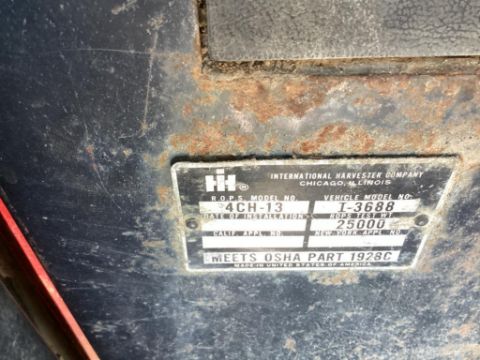 IH ®
INTERNATIONAL HARVESTER COMPANY
CHICAGO, ILLINOIS
R.O.P.S. MODEL NO. VEHICLE MODEL NO.
4CH-13 I-3688
DATE OF INSTALLATION ROPS TEST WT
25000
CALIF APPL. NO. NEW YORK APPL. NO.
MEETS OSHA PART 1928C
MADE IN UNITED STATES OF AMERICA